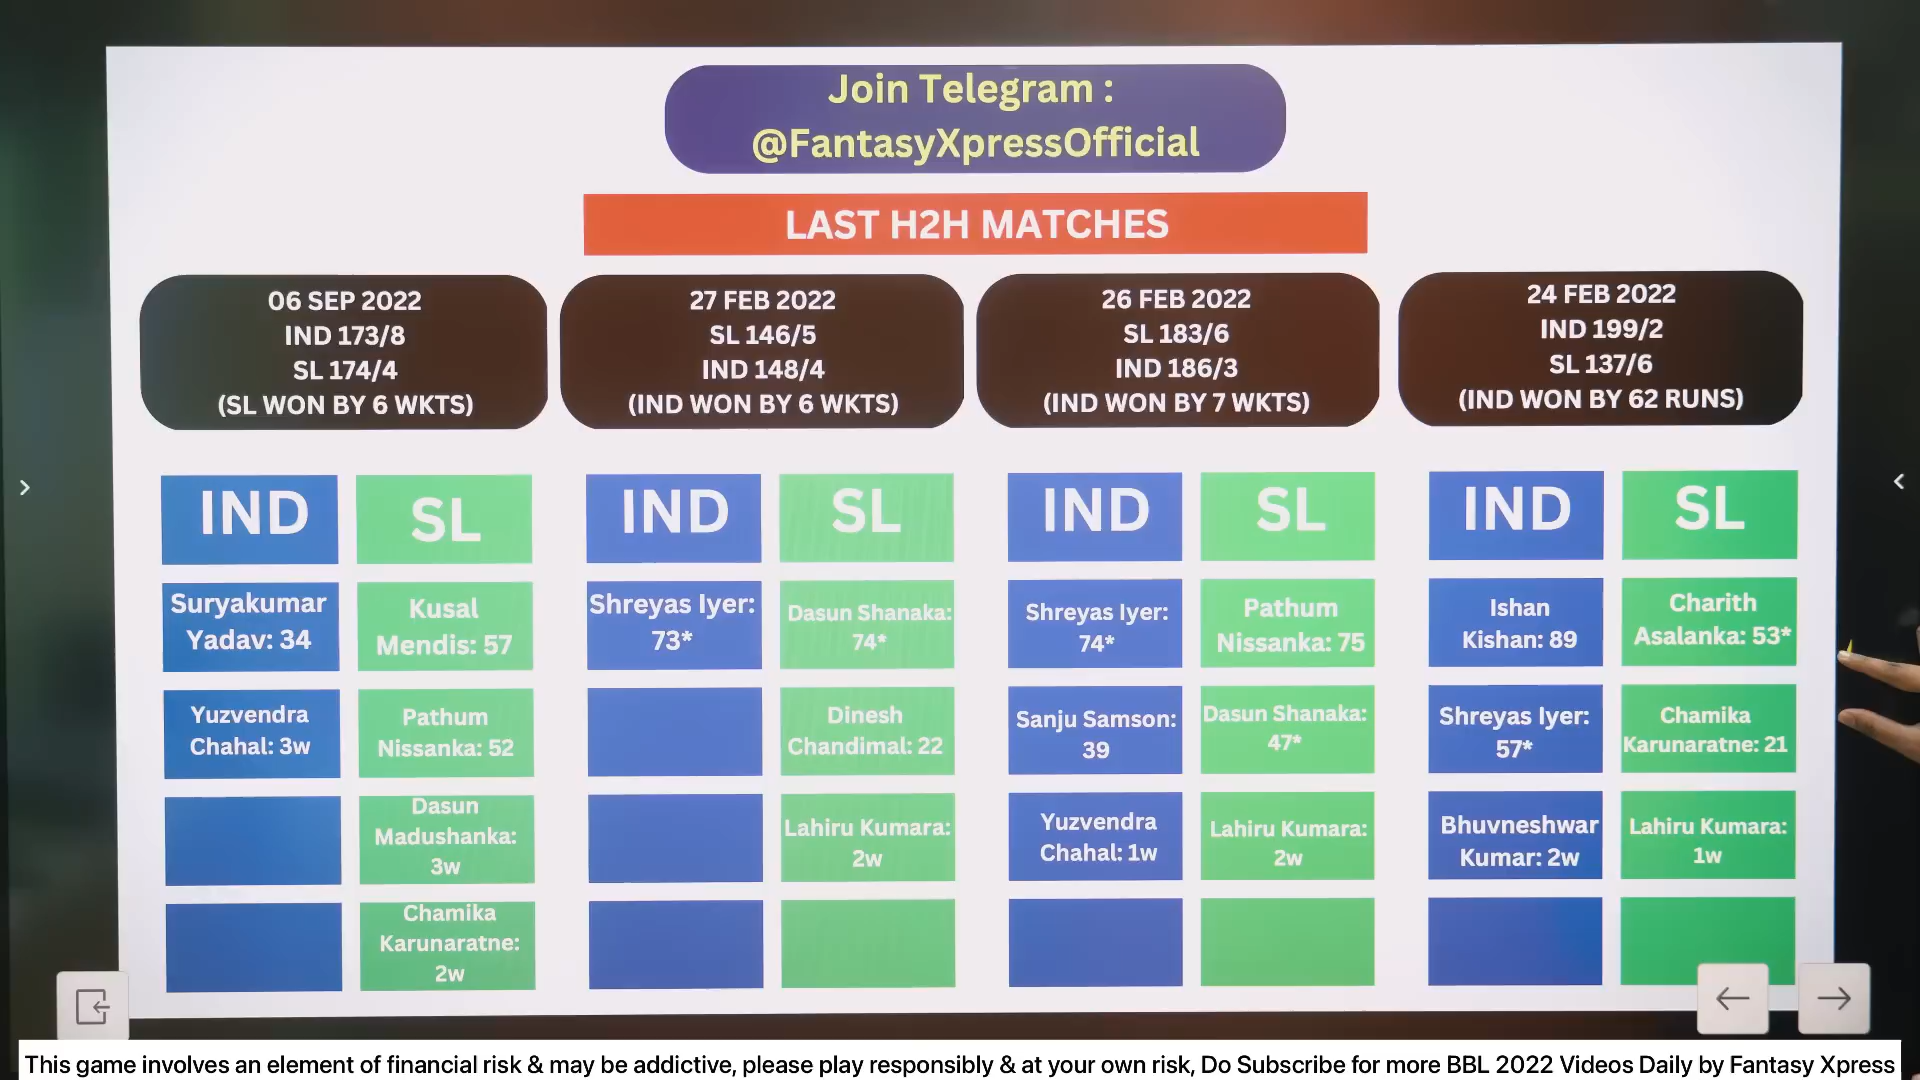 Join Telegram :
@FantasyXpressOfficial
LAST H2H MATCHES
06 SEP 2022
IND 173/8
SL 174/4
(SL WON BY 6 WKTS)
27 FEB 2022
SL 146/5
IND 148/4
(IND WON BY 6 WKTS)
26 FEB 2022
SL 183/6
IND 186/3
(IND WON BY 7 WKTS)
24 FEB 2022
IND 199/2
SL 137/6
(IND WON BY 62 RUNS)
IND
SL
Suryakumar
Yadav: 34
Kusal
Mendis: 57
Yuzvendra
Chahal: 3w
Pathum
Nissanka: 52
Dasun
Madushanka:
3w
Chamika
Karunaratne:
2w
IND
SL
Shreyas Iyer:
73*
Dasun Shanaka:
74*
Dinesh
Chandimal: 22
Lahiru Kumara:
2w
IND
SL
Shreyas Iyer:
74*
Pathum
Nissanka: 75
Sanju Samson:
39
Dasun Shanaka:
47*
Yuzvendra
Chahal: 1w
Lahiru Kumara:
2w
IND
SL
Ishan
Kishan: 89
Charith
Asalanka: 53*
Shreyas Iyer:
57*
Chamika
Karunaratne: 21
Bhuvneshwar
Kumar: 2w
Lahiru Kumara:
1w
This game involves an element of financial risk & may be addictive, please play responsibly & at your own risk, Do Subscribe for more BBL 2022 Videos Daily by Fantasy Xpress